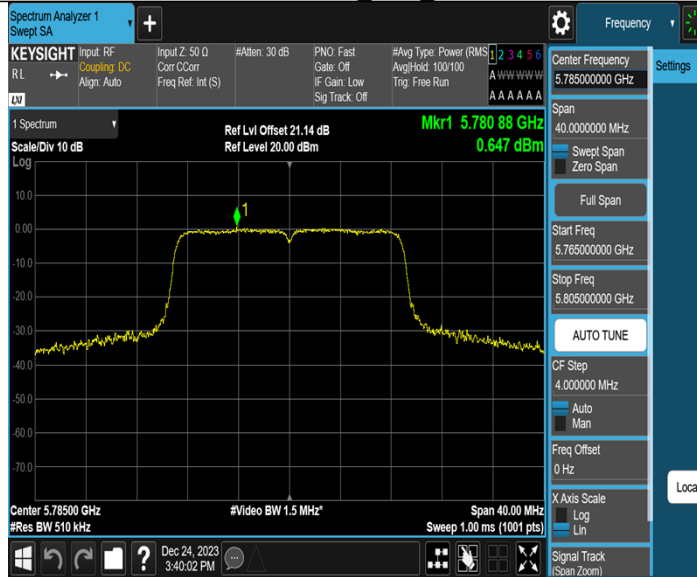 Spectrum Analyzer 1
Swept SA
+
Frequency
KEYSIGHT
RL
LXI
Input: RF
Coupling: DC
Align: Auto
Input Z: 50 Ω
Corr CCorr
Freq Ref: Int (S)
#Atten: 30 dB
PNO: Fast
Gate: Off
IF Gain: Low
Sig Track: Off
#Avg Type: Power (RMS
Avg|Hold: 100/100
Trig: Free Run
1 2 3 4 5 6
A W W W W W
A A A A A A
1 Spectrum
Scale/Div 10 dB
Log
Ref Lvl Offset 21.14 dB
Ref Level 20.00 dBm
Mkr1 5.780 88 GHz
0.647 dBm
1
10.0
0.00
-10.0
-20.0
-30.0
-40.0
-50.0
-60.0
-70.0
Center 5.78500 GHz
#Video BW 1.5 MHz*
Span 40.00 MHz
#Res BW 510 kHz
Sweep 1.00 ms (1001 pts)
?
Dec 24, 2023
3:40:02 PM
Center Frequency
5.785000000 GHz
Settings
Span
40.0000000 MHz
Swept Span
Zero Span
Full Span
Start Freq
5.765000000 GHz
Stop Freq
5.805000000 GHz
AUTO TUNE
CF Step
4.000000 MHz
Auto
Man
Freq Offset
0 Hz
X Axis Scale
Log
Lin
Loca
Signal Track
(Span Zoom)